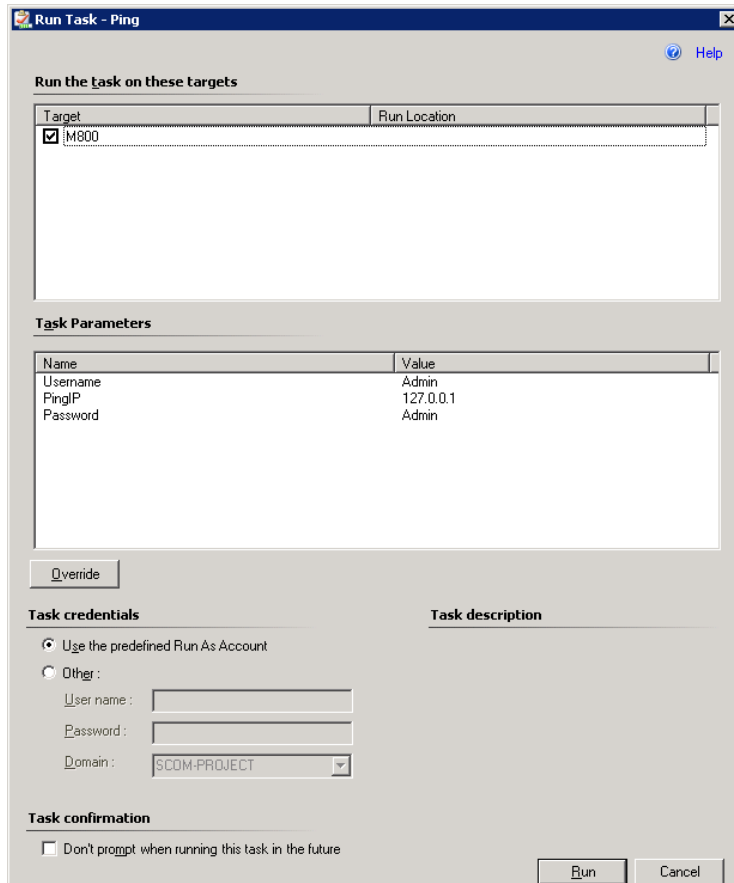 Run Task - Ping
Help
Run the task on these targets
Target Run Location
M800
Task Parameters
Name Value
Username Admin
PingIP 127.0.0.1
Password Admin
Override
Task credentials Task description
Use the predefined Run As Account
Other :
User name :
Password :
Domain : SCOM-PROJECT
Task confirmation
Don't prompt when running this task in the future
Run Cancel